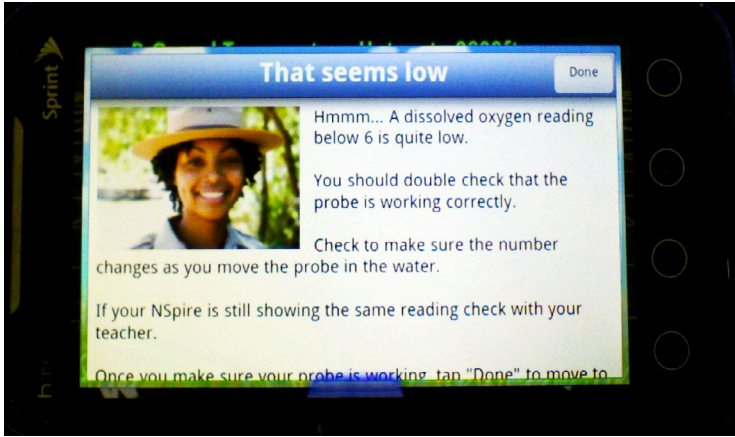 Sprint
That seems low
Done
Hmmm... A dissolved oxygen reading
below 6 is quite low.
You should double check that the
probe is working correctly.
Check to make sure the number
changes as you move the probe in the water.
If your NSpire is still showing the same reading check with your
teacher.
Once you make sure your probe is working, tap "Done" to move to
hTC